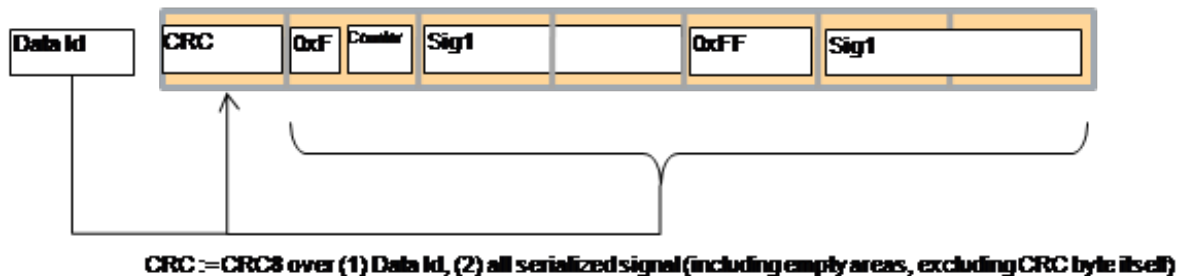 Data Id CRC 0xF Counter Sig1 0xFF Sig1
CRC := CRC8 over (1) Data Id, (2) all serialized signal (including empty areas, excluding CRC byte itself)